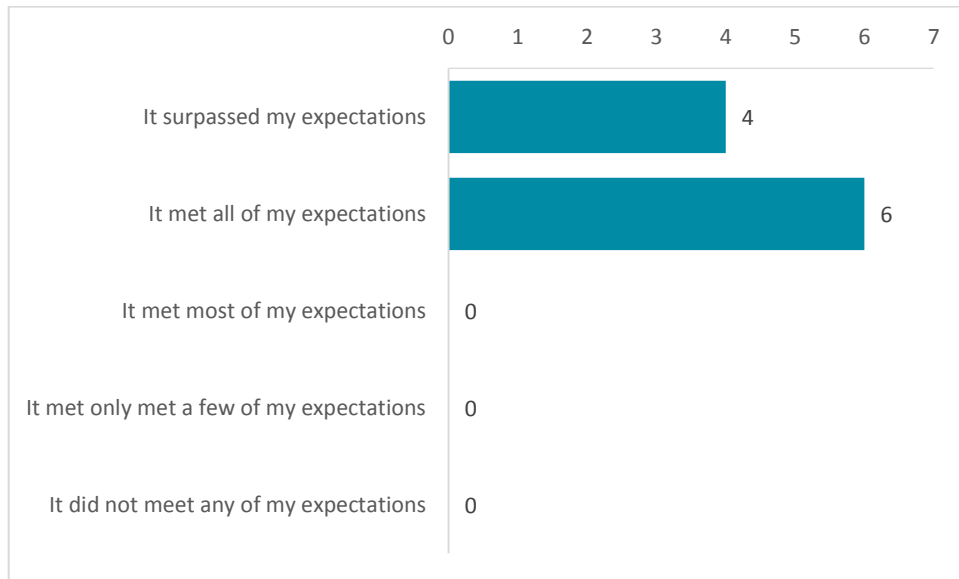 0 1 2 3 4 5 6 7
It surpassed my expectations 4
It met all of my expectations 6
It met most of my expectations 0
It met only met a few of my expectations 0
It did not meet any of my expectations 0